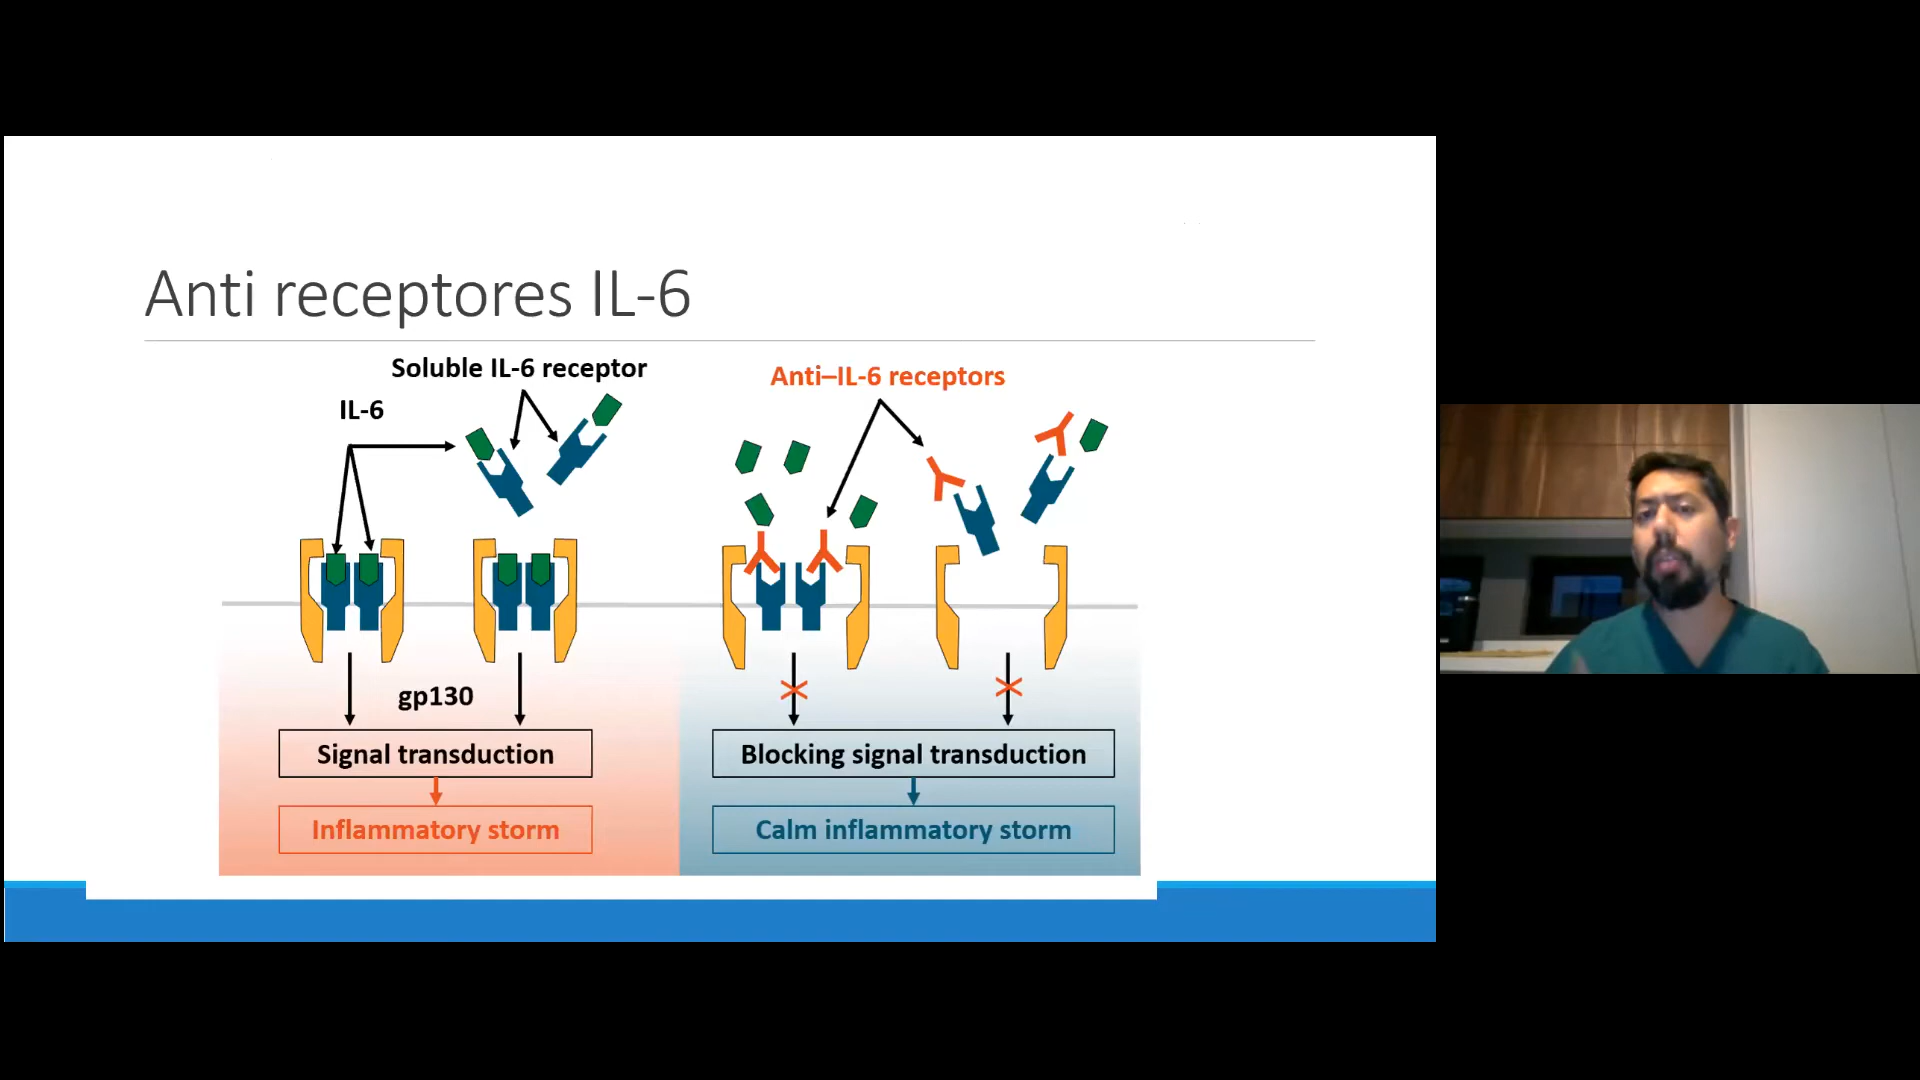 Anti receptores IL-6
Soluble IL-6 receptor
IL-6
Anti–IL-6 receptors
gp130
Signal transduction
Inflammatory storm
Blocking signal transduction
Calm inflammatory storm